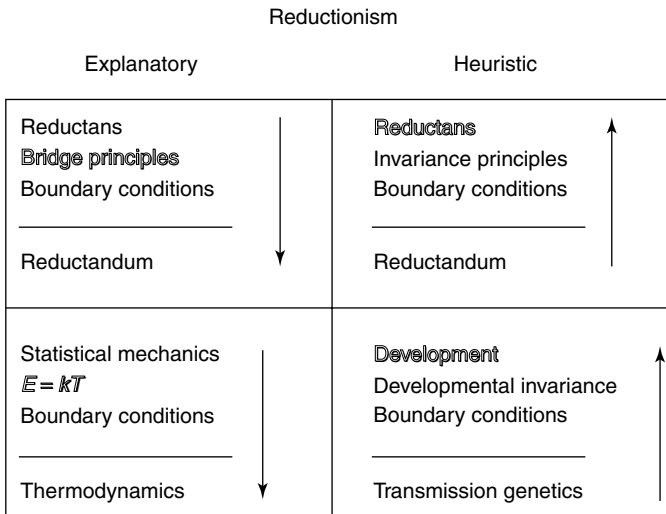 Reductionism
Explanatory
Heuristic
Reductans
Bridge principles
Boundary conditions
Reductandum
Reductans
Invariance principles
Boundary conditions
Reductandum
Statistical mechanics
E = kT
Boundary conditions
Thermodynamics
Development
Developmental invariance
Boundary conditions
Transmission genetics